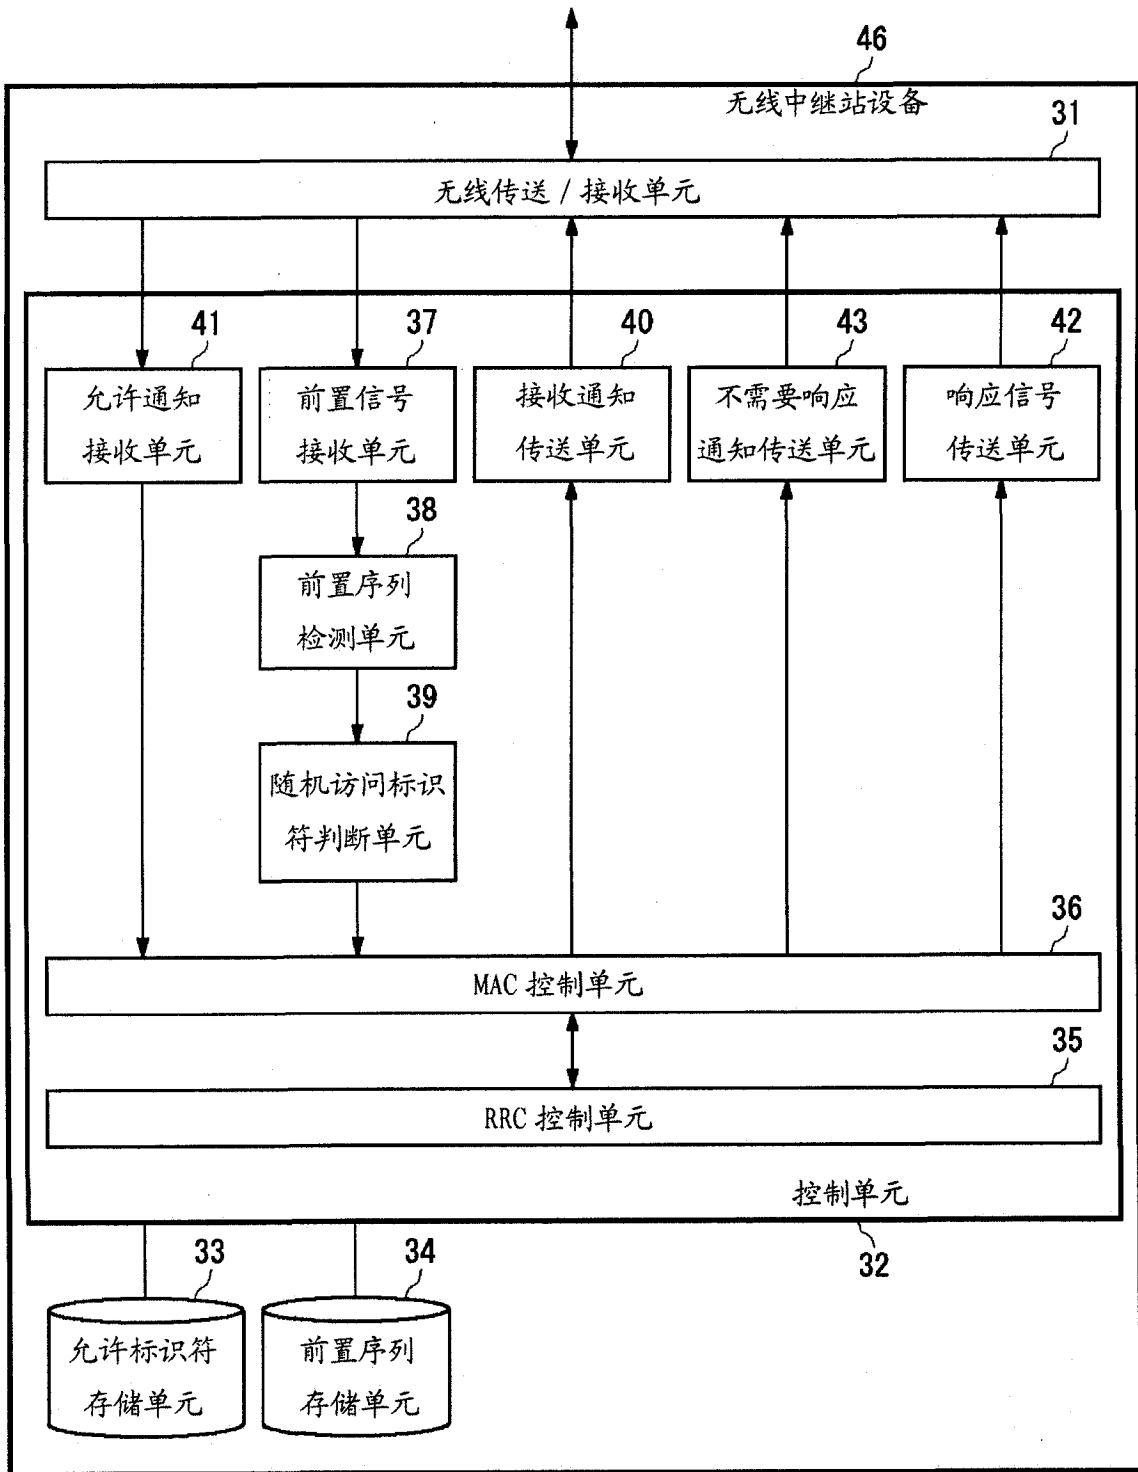 46
无线中继站设备
31
无线传送 / 接收单元
41
37
40
43
42
允许通知
接收单元
前置信号
接收单元
接收通知
传送单元
不需要响应
通知传送单元
响应信号
传送单元
38
前置序列
检测单元
39
随机访问标识
符判断单元
36
MAC 控制单元
35
RRC 控制单元
控制单元
32
33
34
允许标识符
存储单元
前置序列
存储单元